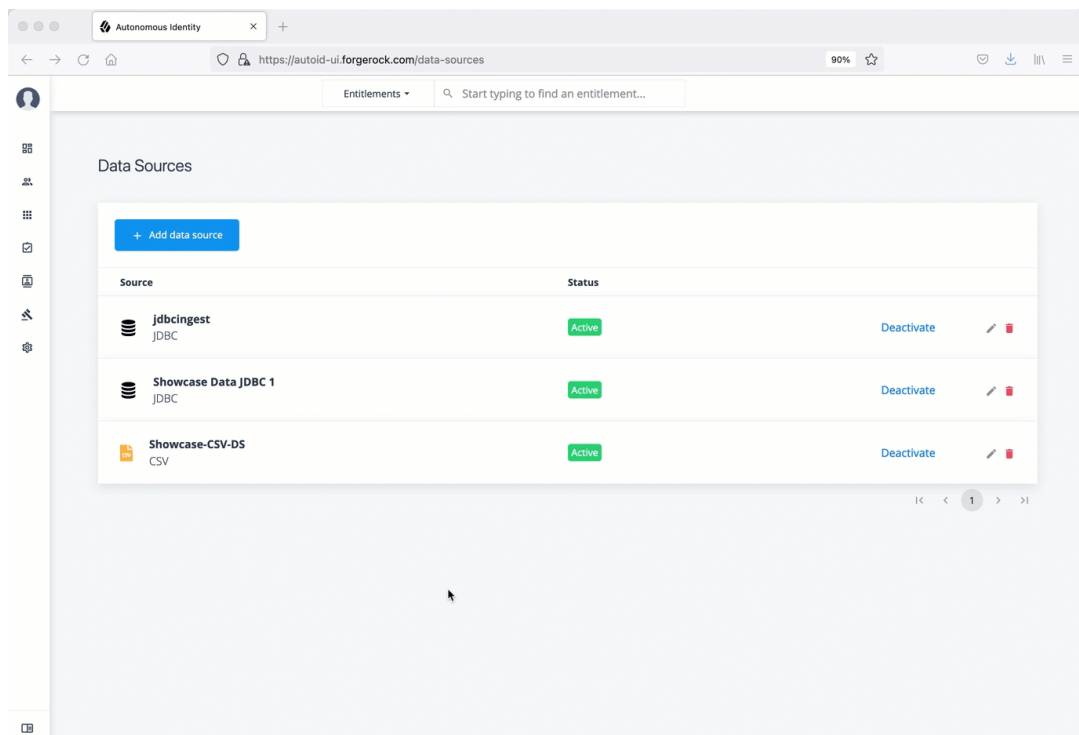 Autonomous Identity
https://autoid-ui.forgerock.com/data-sources
90%
Entitlements
Start typing to find an entitlement...
Data Sources
+ Add data source
Source Status
jdbcingest
JDBC
Active
Deactivate
Showcase Data JDBC 1
JDBC
Active
Deactivate
Showcase-CSV-DS
CSV
CSV
Active
Deactivate
1